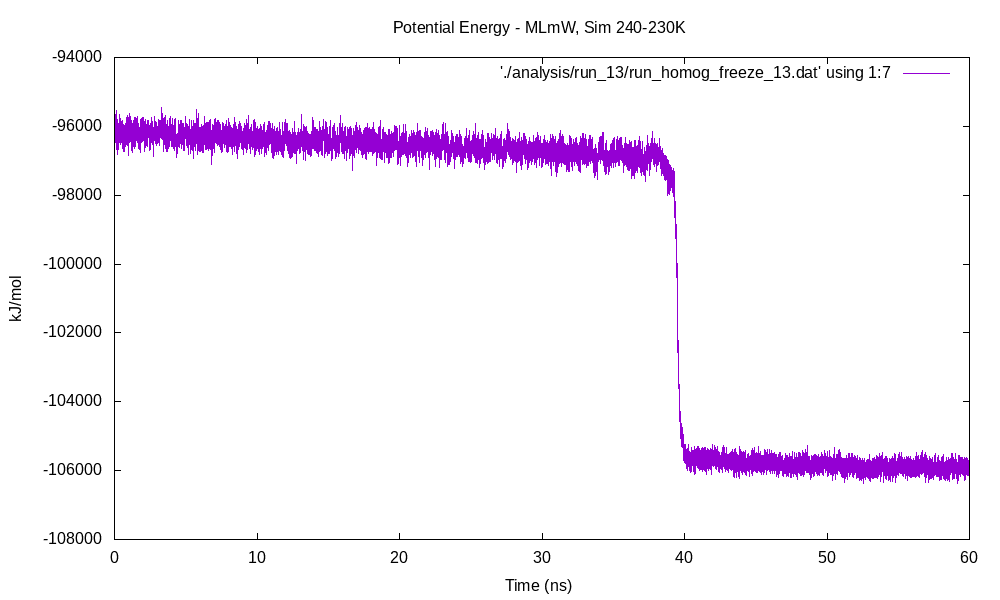 Potential Energy - MLmW, Sim 240-230K
'./analysis/run_13/run_homog_freeze_13.dat' using 1:7
-94000
-96000
-98000
-100000
-102000
-104000
-106000
-108000
kJ/mol
0 10 20 30 40 50 60
Time (ns)